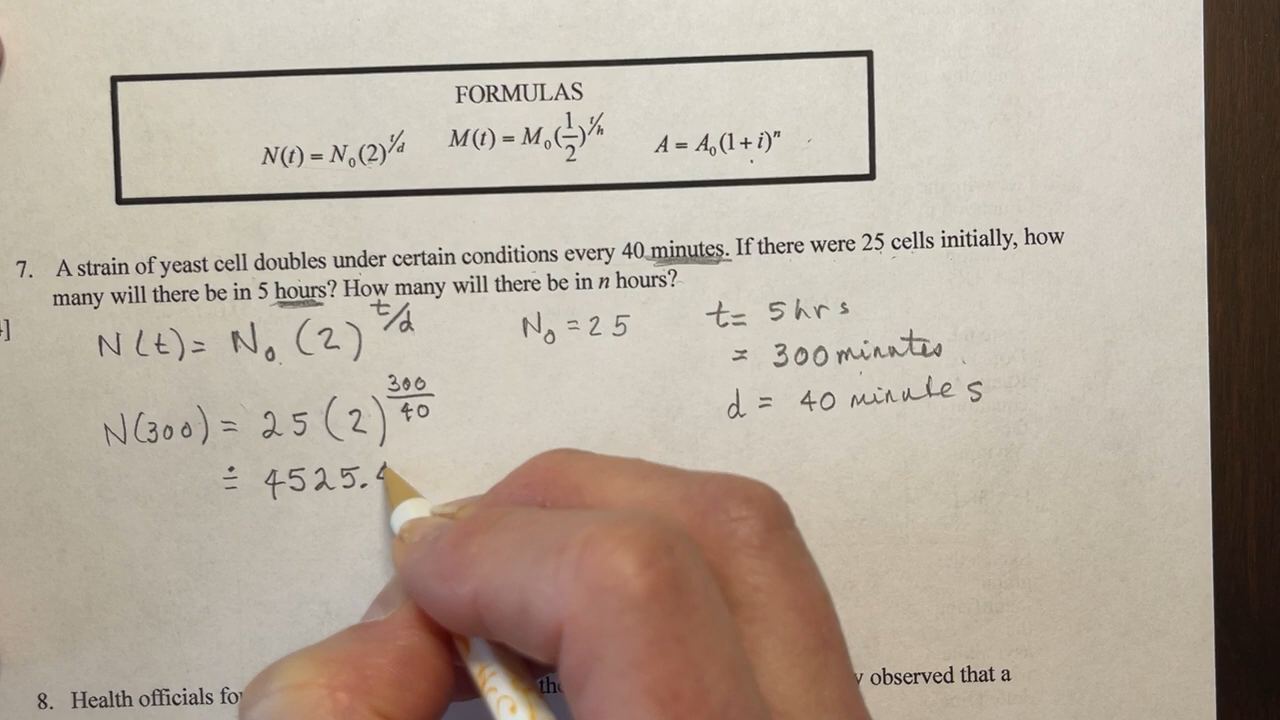 FORMULAS
N(t) = N₀(2)^(t/d) M(t) = M₀(1/2)^(t/h) A = A₀(1+i)ⁿ
7. A strain of yeast cell doubles under certain conditions every 40 minutes. If there were 25 cells initially, how
many will there be in 5 hours? How many will there be in n hours?
N(t) = N₀(2)^(t/d)
N₀ = 25
t = 5 hrs
= 300 minutes
d = 40 minutes
N(300) = 25(2)^(300/40)
≐ 4525.4
8. Health officials observed that a